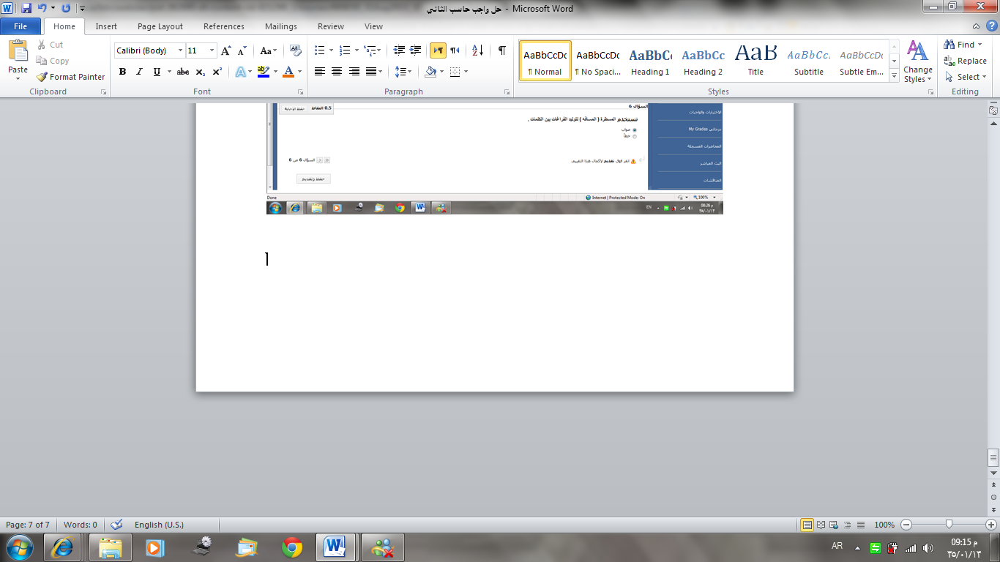 حل واجب حاسب الثاني - Microsoft Word
File Home Insert Page Layout References Mailings Review View
Paste
Cut
Copy
Format Painter
Clipboard
Calibri (Body) 11
Font
Paragraph
AaBbCcDc AaBbCcDc AaBbCc AaBbCc AaB AaBbCc. AaBbCcDc
¶ Normal ¶ No Spaci... Heading 1 Heading 2 Title Subtitle Subtle Em...
Change Styles
Styles
Find
Replace
Select
Editing
السؤال 6
0.5 النقاط
حفظ الإجابة
تستخدم المسطرة ( المسافه ) لتوليد الفراغات بين الكلمات .
صواب
خطأ
انقر فوق تقديم لإكمال هذا التقييم.
السؤال 6 من 6
حفظ وتقديم
الاختبارات والواجبات
درجاتي My Grades
المحاضرات المسجلة
البث المباشر
المناقشات
Done
Internet | Protected Mode: On
100%
EN
08:26 م
٣٥/٠١/١٣
Page: 7 of 7 Words: 0 English (U.S.)
100%
AR
09:15 م
٣٥/٠١/١٣